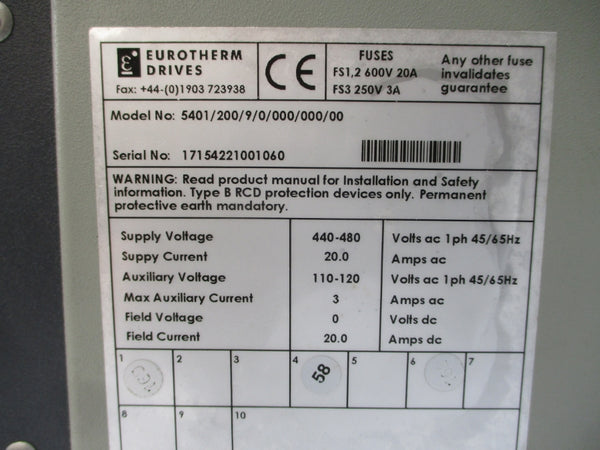 EUROTHERM
DRIVES
Fax: +44-(0)1903 723938
CE
FUSES
FS1,2 600V 20A
FS3 250V 3A
Any other fuse
invalidates
guarantee
Model No: 5401/200/9/0/000/000/00
Serial No: 17154221001060
WARNING: Read product manual for Installation and Safety
information. Type B RCD protection devices only. Permanent
protective earth mandatory.
Supply Voltage 440-480 Volts ac 1ph 45/65Hz
Suppy Current 20.0 Amps ac
Auxiliary Voltage 110-120 Volts ac 1ph 45/65Hz
Max Auxiliary Current 3 Amps ac
Field Voltage 0 Volts dc
Field Current 20.0 Amps dc
1 2 3 4 5 6 7
58
8 9 10